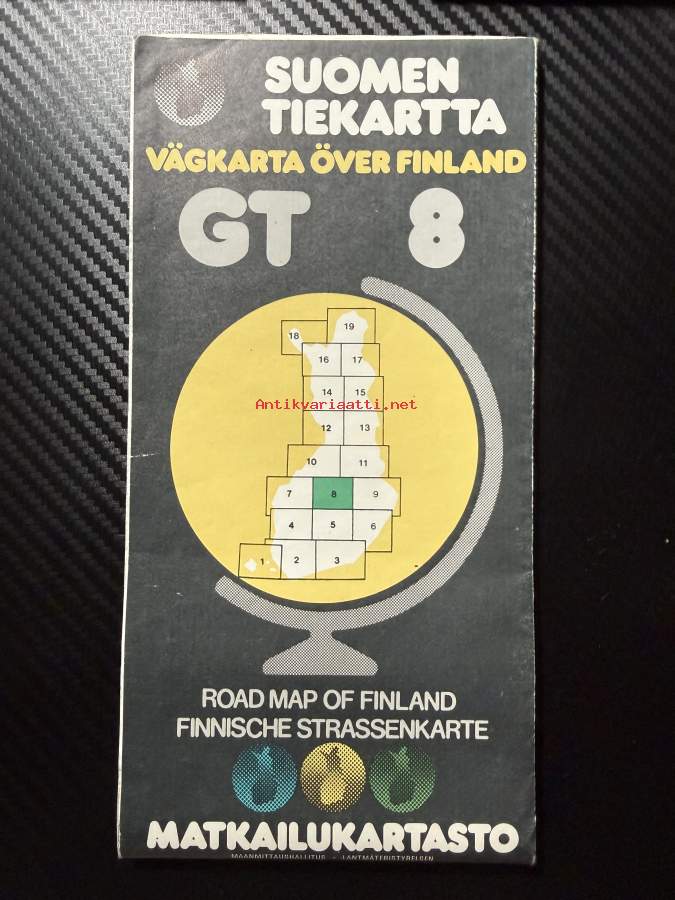 SUOMEN
TIEKARTTA
VÄGKARTA ÖVER FINLAND
GT 8
19
18
16 17
14 15
Antikvariaatti.net
12 13
10 11
7 8 9
4 5 6
1 2 3
ROAD MAP OF FINLAND
FINNISCHE STRASSENKARTE
MATKAILUKARTASTO
MAANMITTAUSHALLITUS - LANTMÄTERISTYRELSEN